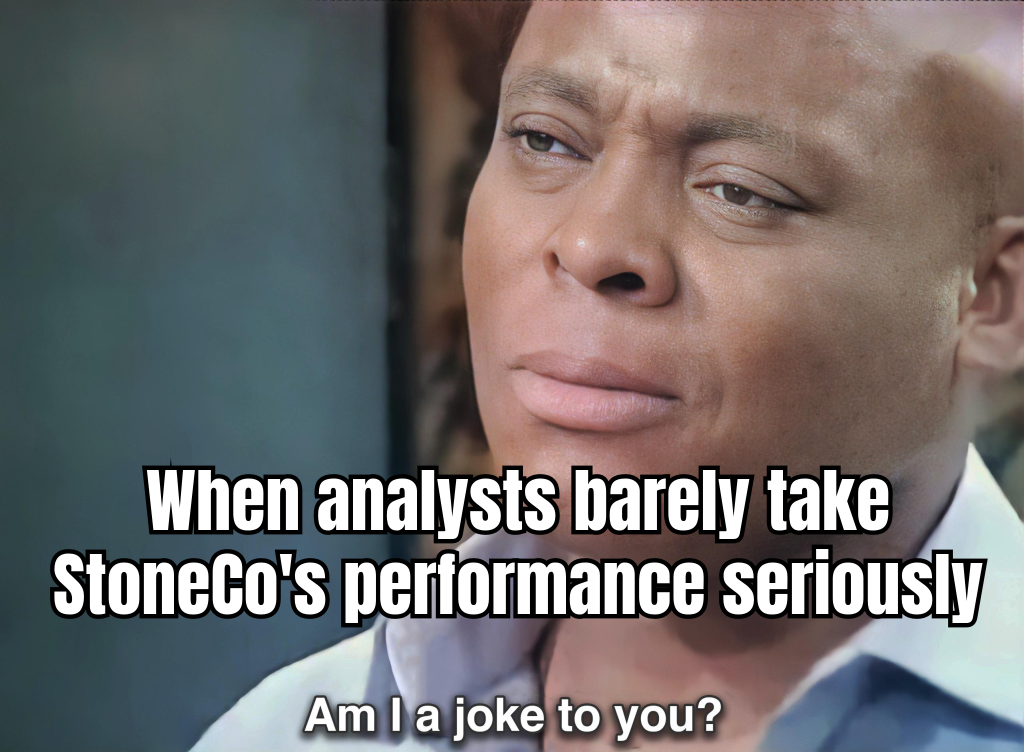 When analysts barely take
StoneCo's performance seriously
Am I a joke to you?